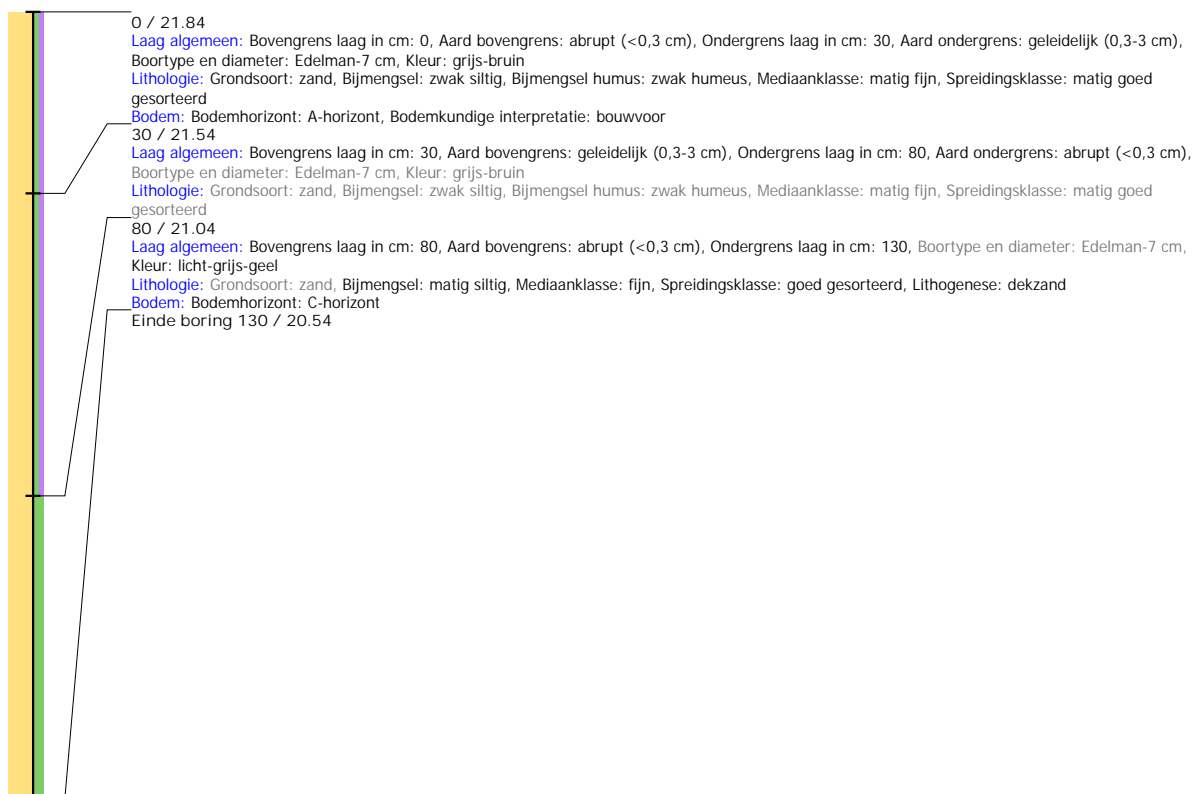 0 / 21.84
Laag algemeen: Bovengrens laag in cm: 0, Aard bovengrens: abrupt (<0,3 cm), Ondergrens laag in cm: 30, Aard ondergrens: geleidelijk (0,3-3 cm),
Boortype en diameter: Edelman-7 cm, Kleur: grijs-bruin
Lithologie: Grondsoort: zand, Bijmengsel: zwak siltig, Bijmengsel humus: zwak humeus, Mediaanklasse: matig fijn, Spreidingsklasse: matig goed
gesorteerd
Bodem: Bodemhorizont: A-horizont, Bodemkundige interpretatie: bouwvoor
30 / 21.54
Laag algemeen: Bovengrens laag in cm: 30, Aard bovengrens: geleidelijk (0,3-3 cm), Ondergrens laag in cm: 80, Aard ondergrens: abrupt (<0,3 cm),
Boortype en diameter: Edelman-7 cm, Kleur: grijs-bruin
Lithologie: Grondsoort: zand, Bijmengsel: zwak siltig, Bijmengsel humus: zwak humeus, Mediaanklasse: matig fijn, Spreidingsklasse: matig goed
gesorteerd
80 / 21.04
Laag algemeen: Bovengrens laag in cm: 80, Aard bovengrens: abrupt (<0,3 cm), Ondergrens laag in cm: 130, Boortype en diameter: Edelman-7 cm,
Kleur: licht-grijs-geel
Lithologie: Grondsoort: zand, Bijmengsel: matig siltig, Mediaanklasse: fijn, Spreidingsklasse: goed gesorteerd, Lithogenese: dekzand
Bodem: Bodemhorizont: C-horizont
Einde boring 130 / 20.54